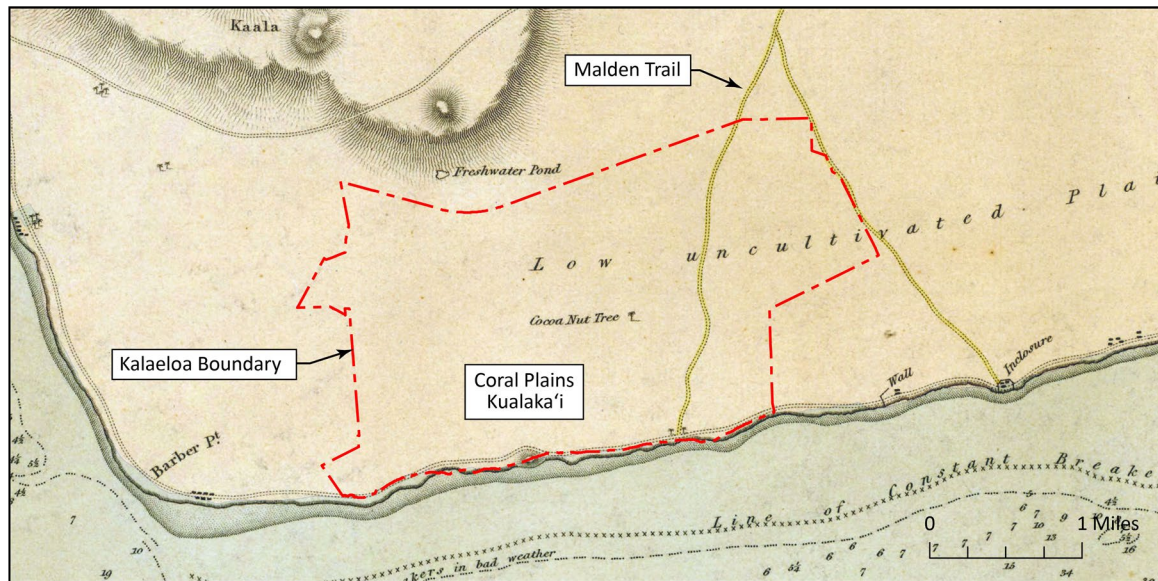 Kaala
Malden Trail
Freshwater Pond
Low uncultivated Plai
Cocoa Nut Tree
Kalaeloa Boundary
Coral Plains
Kualakaʻi
Wall
Inclosure
Barber Pt.
Line of Constant Breake
kers in bad weather
0 1 Miles